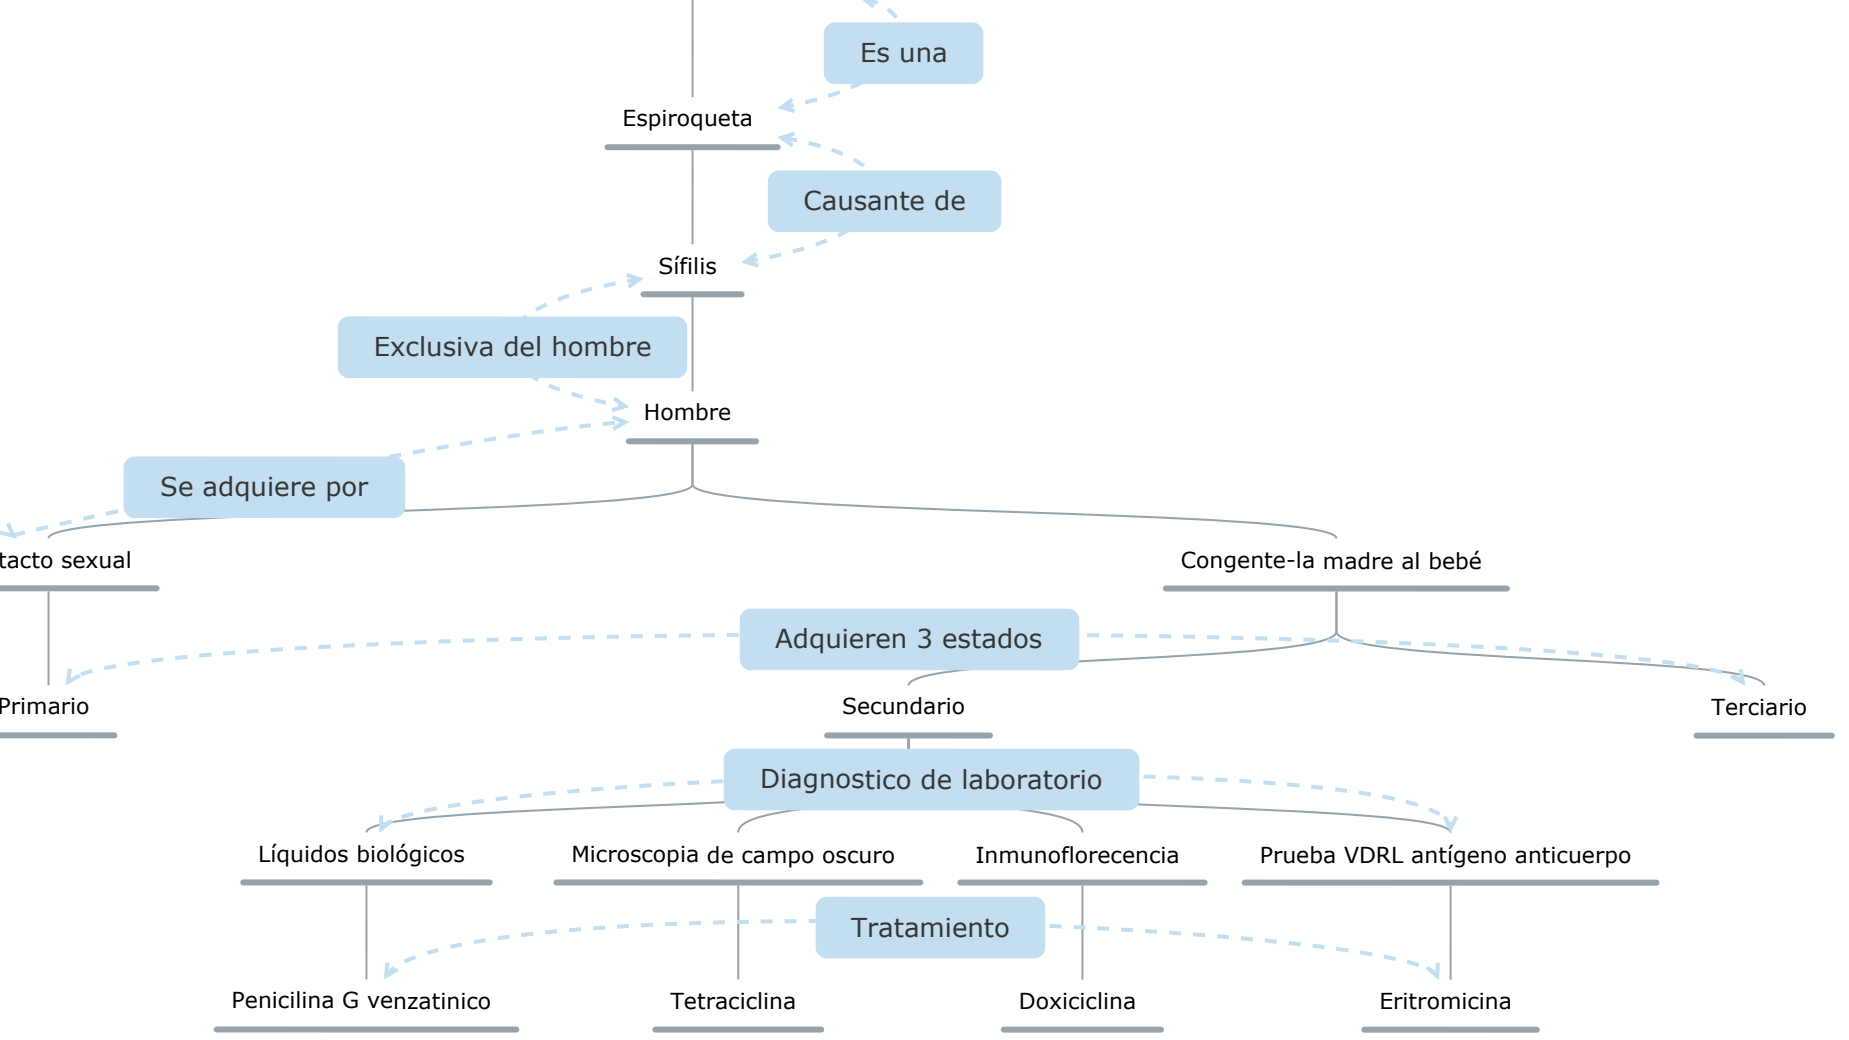 Es una
Espiroqueta
Causante de
Sífilis
Exclusiva del hombre
Hombre
Se adquiere por
tacto sexual
Congente-la madre al bebé
Adquieren 3 estados
Primario
Secundario
Terciario
Diagnostico de laboratorio
Líquidos biológicos
Microscopia de campo oscuro
Inmunoflorecencia
Prueba VDRL antígeno anticuerpo
Tratamiento
Penicilina G venzatinico
Tetraciclina
Doxiciclina
Eritromicina